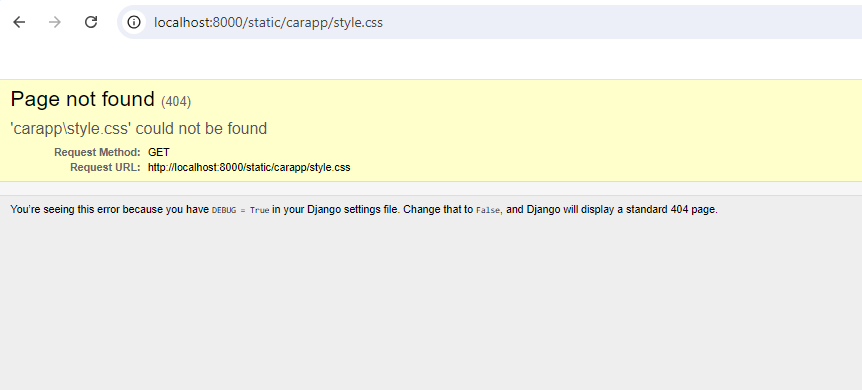 localhost:8000/static/carapp/style.css
Page not found (404)
'carapp\style.css' could not be found
Request Method: GET
Request URL: http://localhost:8000/static/carapp/style.css
You're seeing this error because you have DEBUG = True in your Django settings file. Change that to False, and Django will display a standard 404 page.